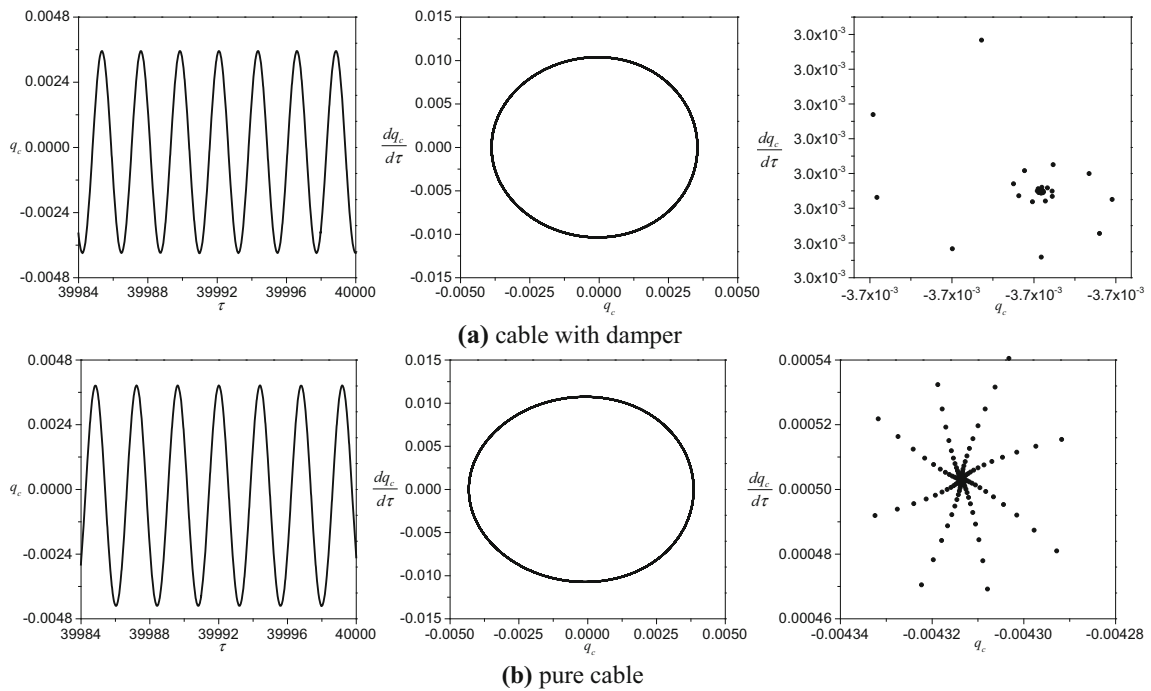 0.0048
0.0024
q_c 0.0000
-0.0024
-0.0048
39984 39988 39992 39996 40000
τ
0.015
0.010
0.005
dq_c/dτ 0.000
-0.005
-0.010
-0.015
-0.0050 -0.0025 0.0000 0.0025 0.0050
q_c
3.0x10⁻³
3.0x10⁻³
3.0x10⁻³
3.0x10⁻³
dq_c/dτ
3.0x10⁻³
3.0x10⁻³
3.0x10⁻³
3.0x10⁻³
-3.7x10⁻³ -3.7x10⁻³ -3.7x10⁻³ -3.7x10⁻³
q_c
(a) cable with damper
0.0048
0.0024
q_c 0.0000
-0.0024
-0.0048
39984 39988 39992 39996 40000
τ
0.015
0.010
0.005
dq_c/dτ 0.000
-0.005
-0.010
-0.015
-0.0050 -0.0025 0.0000 0.0025 0.0050
q_c
0.00054
0.00052
dq_c/dτ 0.00050
0.00048
0.00046
-0.00434 -0.00432 -0.00430 -0.00428
q_c
(b) pure cable